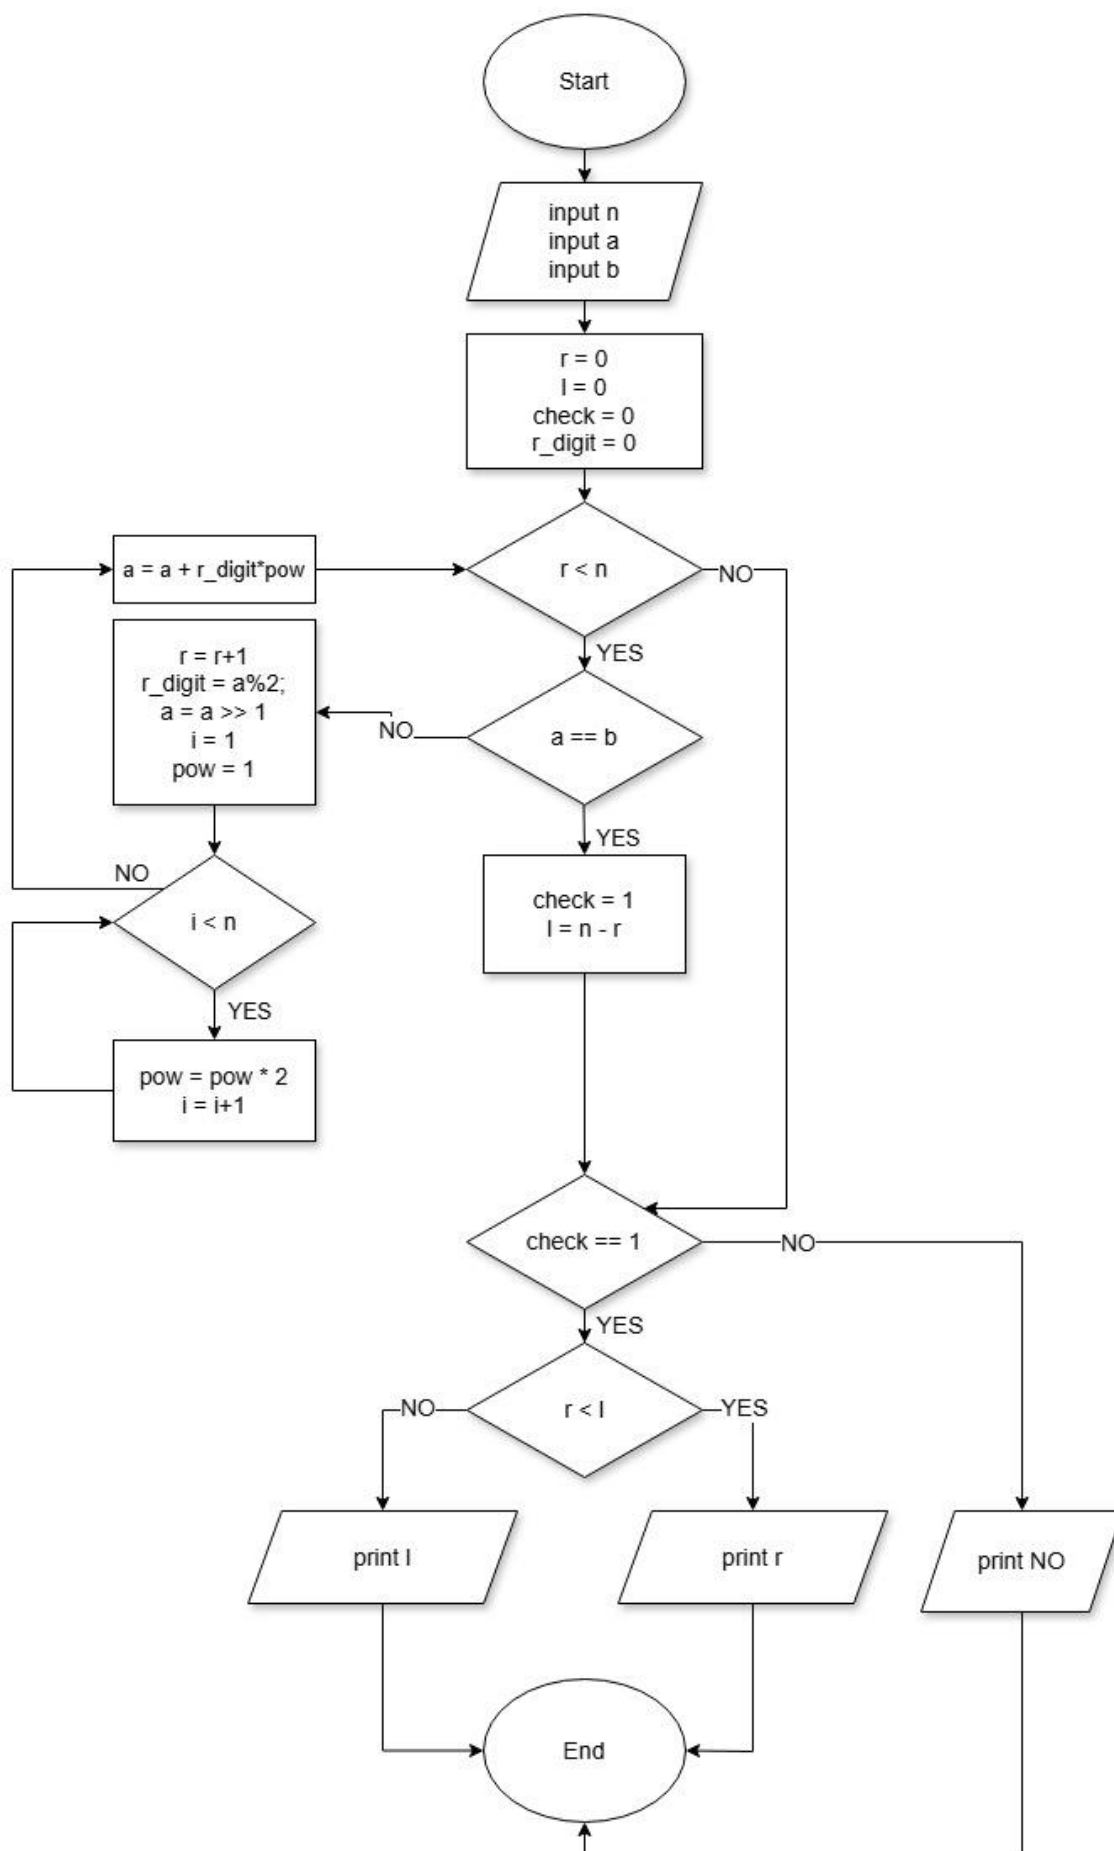 Start
input n
input a
input b
r = 0
l = 0
check = 0
r_digit = 0
a = a + r_digit*pow
r < n
NO
YES
r = r+1
r_digit = a%2;
a = a >> 1
i = 1
pow = 1
NO
a == b
YES
NO
i < n
YES
check = 1
l = n - r
pow = pow * 2
i = i+1
check == 1
NO
YES
NO
r < l
YES
print l
print r
print NO
End